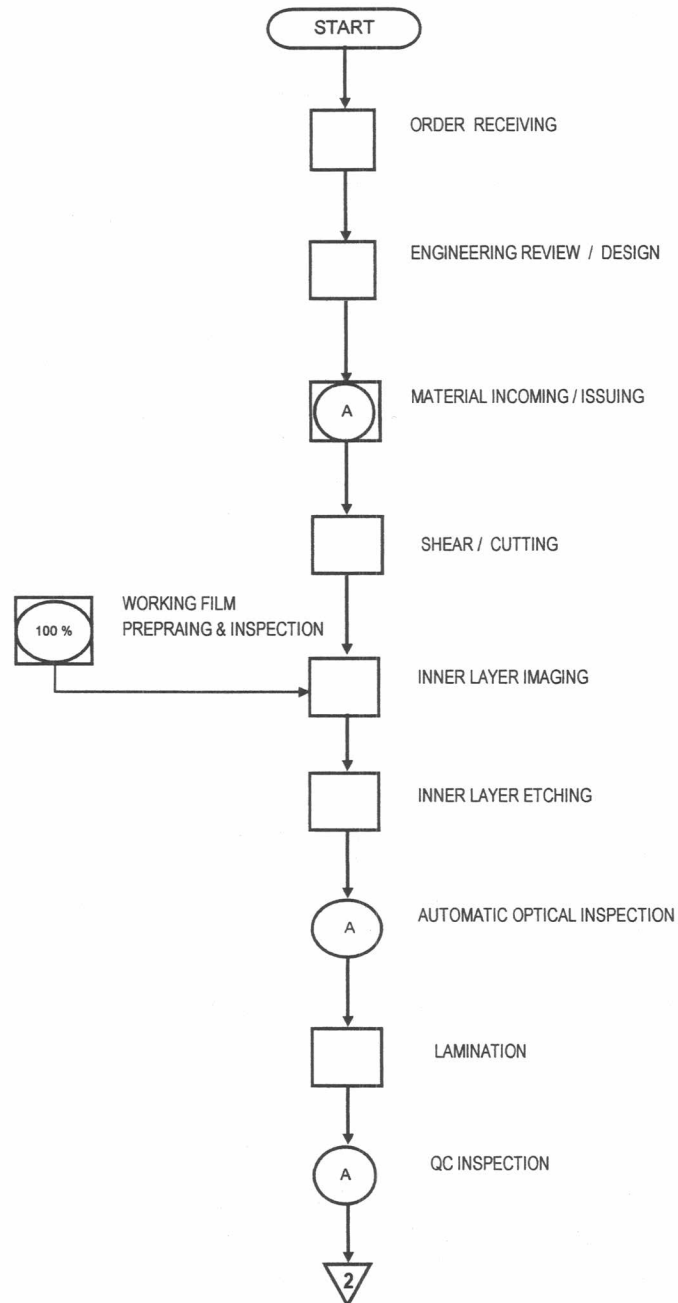 START
ORDER RECEIVING
ENGINEERING REVIEW / DESIGN
MATERIAL INCOMING / ISSUING
A
SHEAR / CUTTING
WORKING FILM
PREPRAING & INSPECTION
100 %
INNER LAYER IMAGING
INNER LAYER ETCHING
AUTOMATIC OPTICAL INSPECTION
A
LAMINATION
QC INSPECTION
A
2